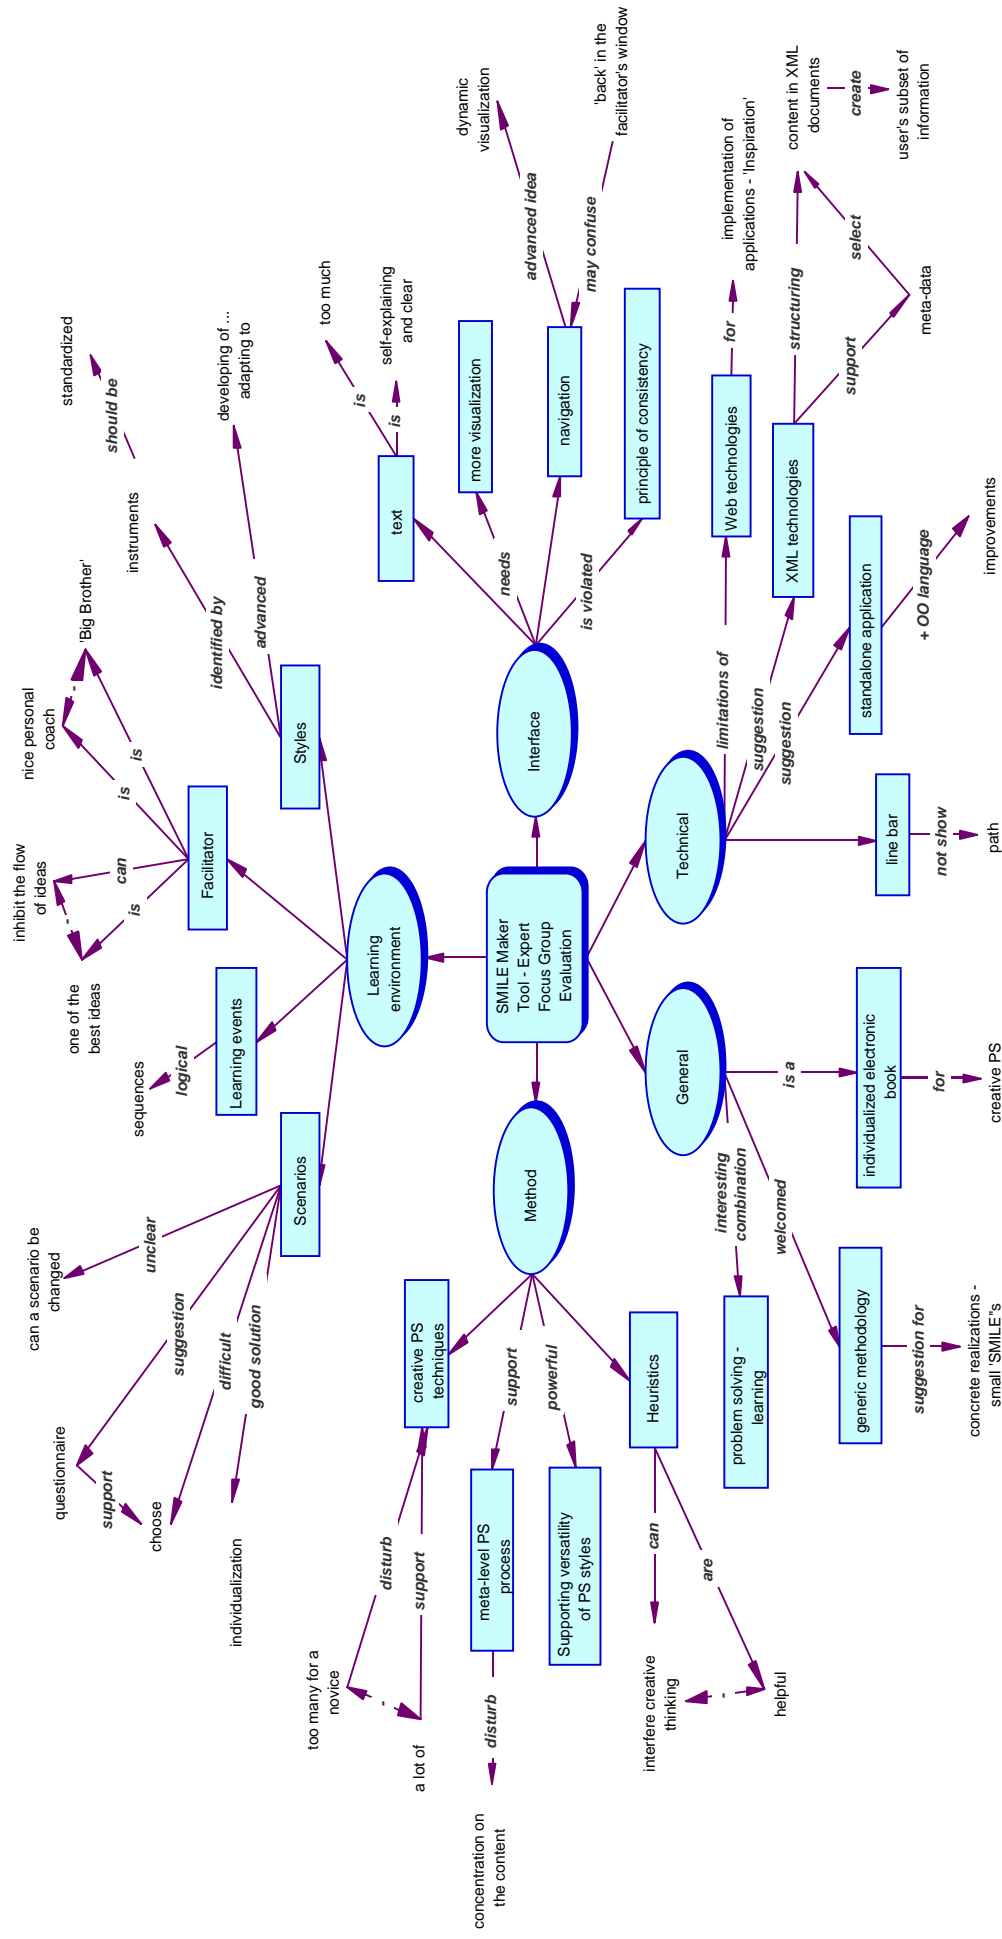 SMILE Maker
Tool - Expert
Focus Group
Evaluation
Learning
environment
Scenarios
unclear
can a scenario be
changed
suggestion
questionnaire
support
difficult
choose
good solution
individualization
Learning events
logical
sequences
Facilitator
is
one of the
best ideas
can
inhibit the flow
of ideas
-
is
nice personal
coach
is
'Big Brother'
-
Styles
identified by
instruments
should be
standardized
advanced
developing of ...
adapting to
Interface
text
is
too much
is
self-explaining
and clear
needs
more visualization
navigation
advanced idea
dynamic
visualization
may confuse
'back' in the
facilitator's window
is violated
principle of consistency
Technical
limitations of
Web technologies
for
implementation of
applications - 'Inspiration'
suggestion
XML technologies
structuring
content in XML
documents
support
meta-data
select
create
user's subset of
information
suggestion
standalone application
+ OO language
improvements
line bar
not show
path
General
is a
individualized electronic
book
for
creative PS
interesting
combination
problem solving -
learning
welcomed
generic methodology
suggestion for
concrete realizations -
small 'SMILE"s
Method
creative PS
techniques
disturb
too many for a
novice
-
support
a lot of
support
meta-level PS
process
disturb
concentration on
the content
powerful
Supporting versatility
of PS styles
Heuristics
can
interfere creative
thinking
-
are
helpful